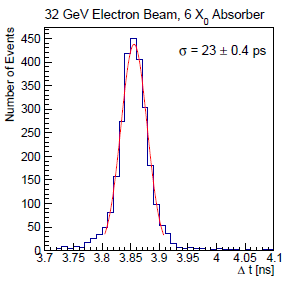 32 GeV Electron Beam, 6 X₀ Absorber
Number of Events
450
400
350
300
250
200
150
100
50
0
σ = 23 ± 0.4 ps
3.7 3.75 3.8 3.85 3.9 3.95 4 4.05 4.1
Δ t [ns]